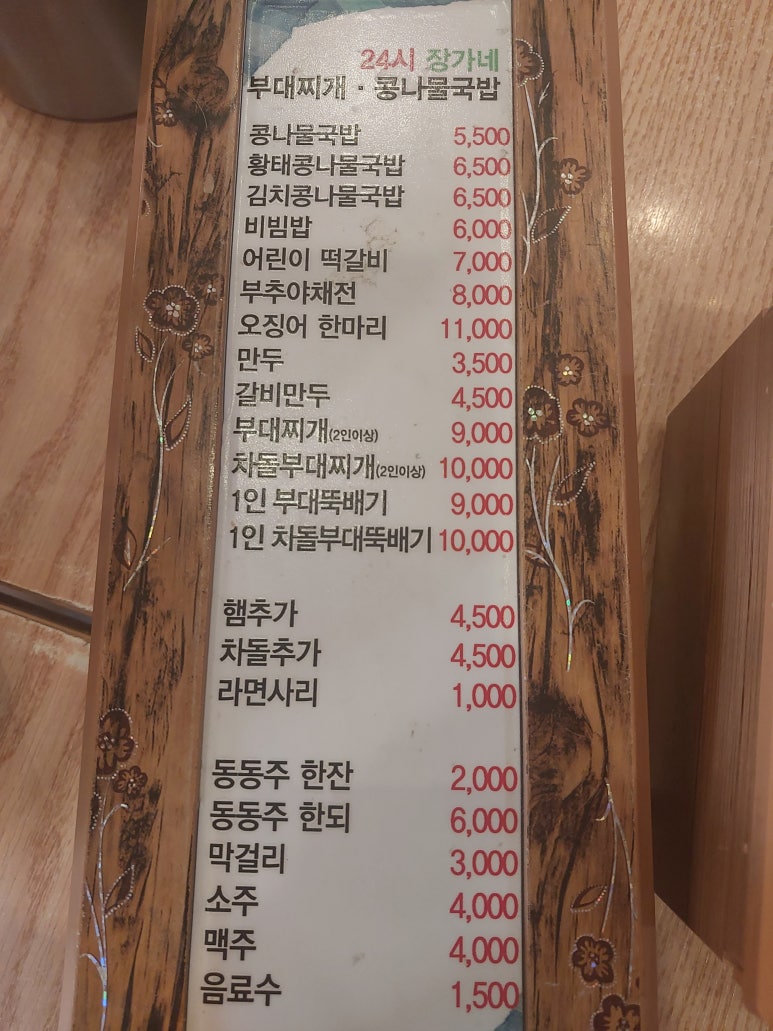 24시 장가네
부대찌개 · 콩나물국밥
콩나물국밥 5,500
황태콩나물국밥 6,500
김치콩나물국밥 6,500
비빔밥 6,000
어린이 떡갈비 7,000
부추야채전 8,000
오징어 한마리 11,000
만두 3,500
갈비만두 4,500
부대찌개(2인이상) 9,000
차돌부대찌개(2인이상) 10,000
1인 부대뚝배기 9,000
1인 차돌부대뚝배기 10,000
햄추가 4,500
차돌추가 4,500
라면사리 1,000
동동주 한잔 2,000
동동주 한되 6,000
막걸리 3,000
소주 4,000
맥주 4,000
음료수 1,500